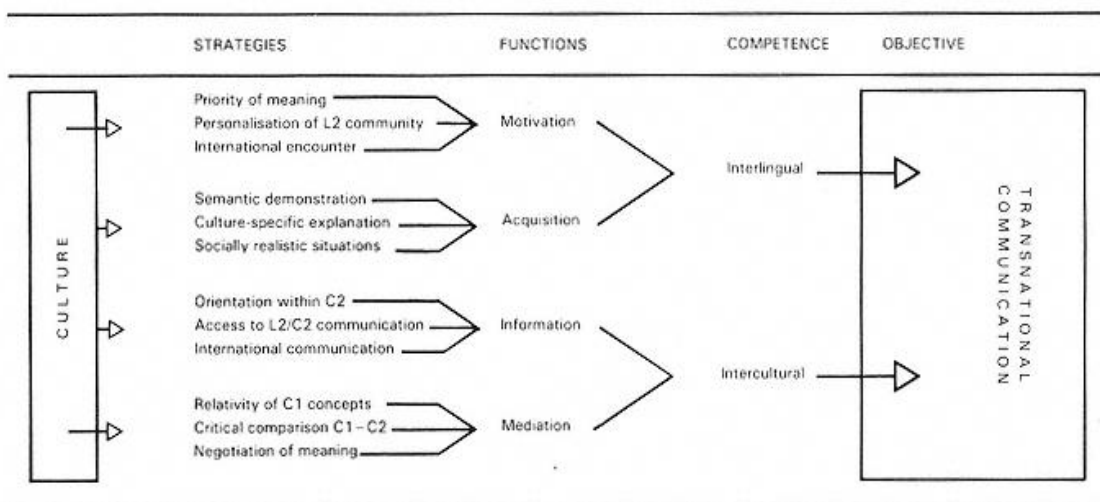 STRATEGIES FUNCTIONS COMPETENCE OBJECTIVE
CULTURE
Priority of meaning
Personalisation of L2 community
International encounter
Motivation
Semantic demonstration
Culture-specific explanation
Socially realistic situations
Acquisition
Interlingual
Orientation within C2
Access to L2/C2 communication
International communication
Information
Relativity of C1 concepts
Critical comparison C1–C2
Negotiation of meaning
Mediation
Intercultural
TRANSNATIONAL
COMMUNICATION